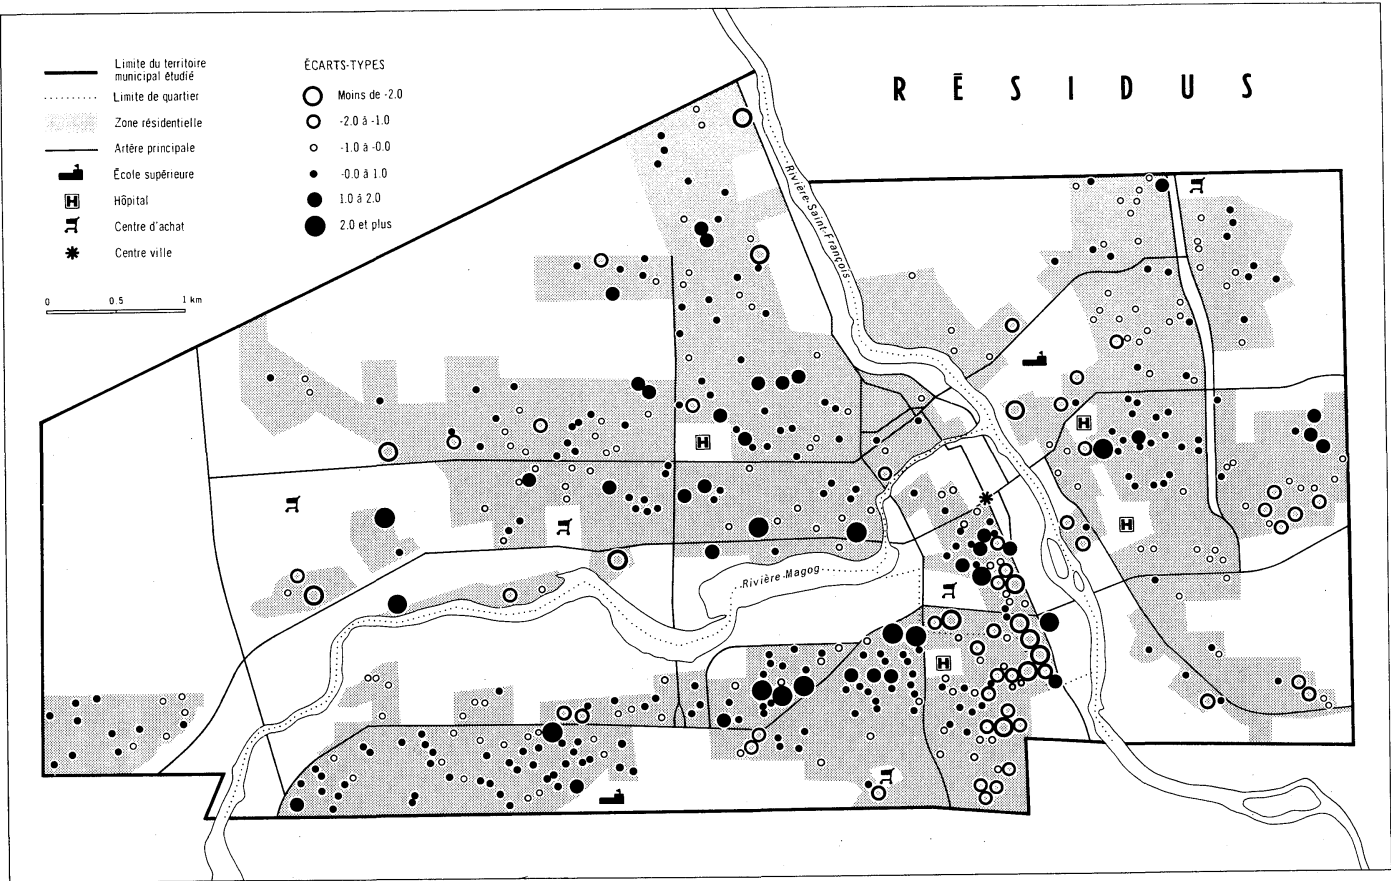 RÉSIDUS
Limite du territoire
municipal étudié
Limite de quartier
Zone résidentielle
Artère principale
École supérieure
H Hôpital
Centre d'achat
Centre ville
0 0.5 1 km
ÉCARTS-TYPES
Moins de -2.0
-2.0 à -1.0
-1.0 à -0.0
-0.0 à 1.0
1.0 à 2.0
2.0 et plus
Rivière-Saint-François
H
H
H
Rivière-Magog
H